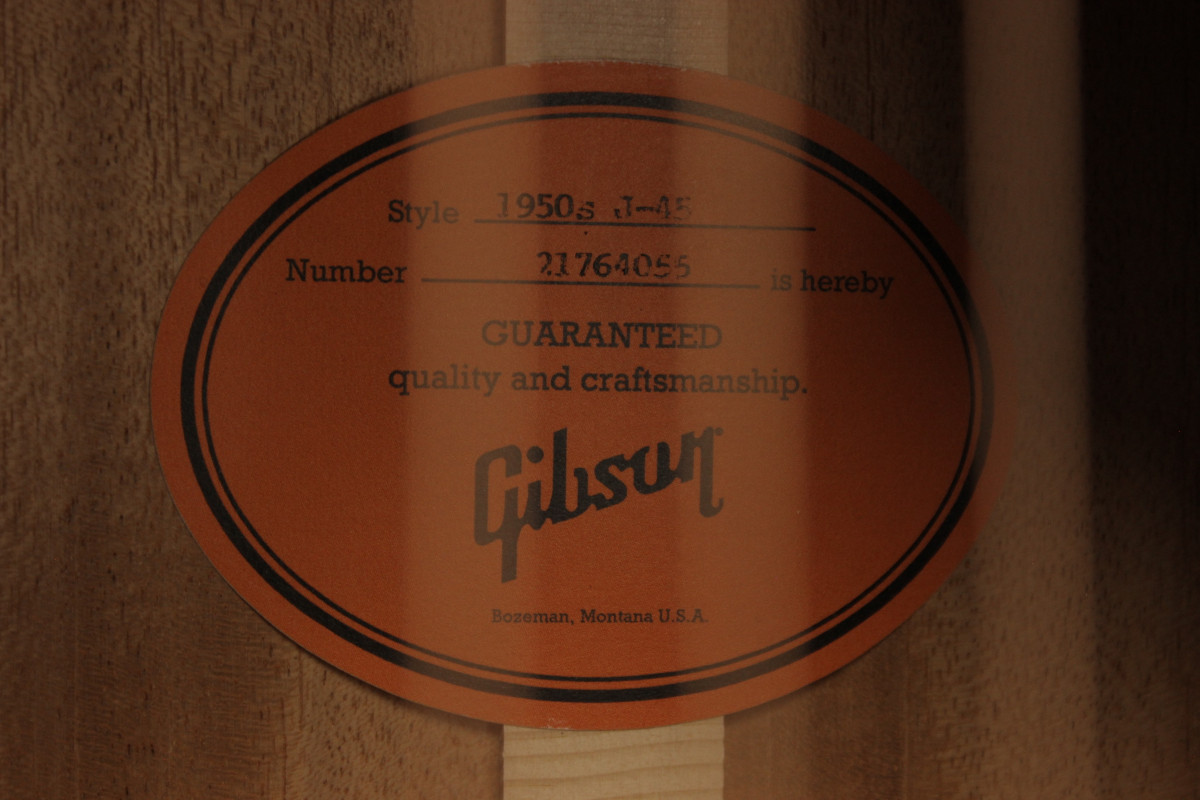 Style 1950s J-45
Number 21764055 is hereby
GUARANTEED
quality and craftsmanship.
Gibson
Bozeman, Montana U.S.A.